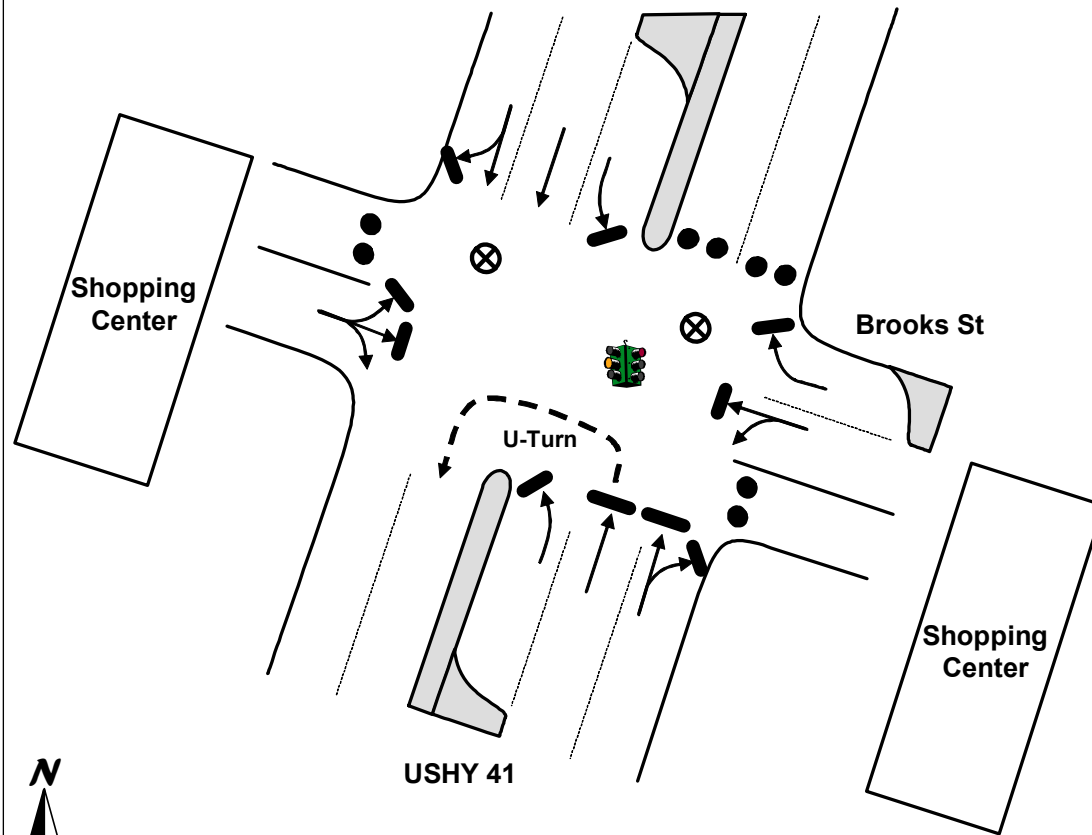 Shopping
Center
Brooks St
U-Turn
Shopping
Center
USHY 41
N